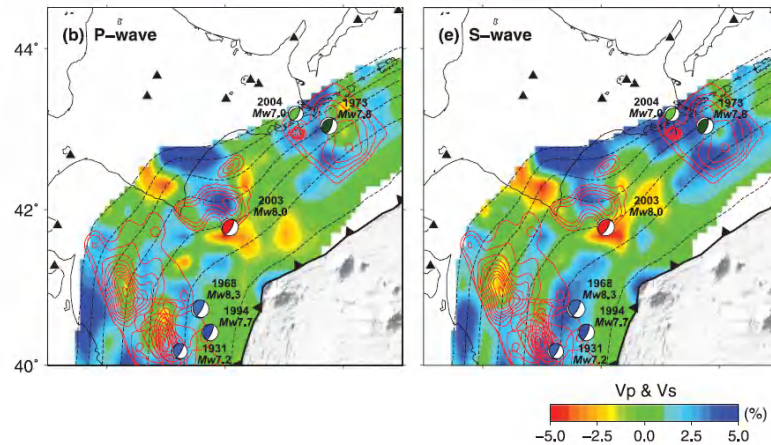 44°
42°
40°
(b) P-wave
2004
Mw7.0
1973
Mw7.8
2003
Mw8.0
1968
Mw8.3
1994
Mw7.7
1931
Mw7.2
(e) S-wave
2004
Mw7.0
1973
Mw7.8
2003
Mw8.0
1968
Mw8.3
1994
Mw7.7
1931
Mw7.2
Vp & Vs
(%)
−5.0 −2.5 0.0 2.5 5.0